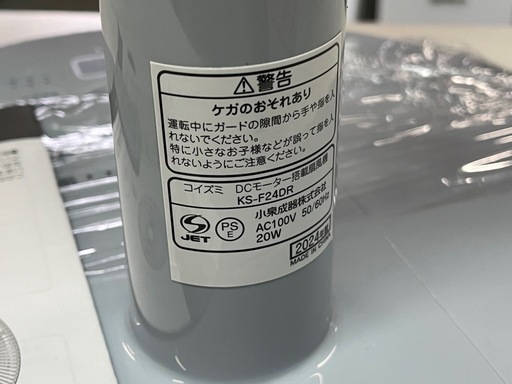 ⚠警告
ケガのおそれあり
運転中にガードの隙間から手や指を入
れないでください。
特に小さなお子様などが誤って指を入
れないようにご注意ください。
コイズミ DCモーター搭載扇風機
KS-F24DR
小泉成器株式会社
AC100V 50/60Hz
20W
S JET
PS
E
2024年製
MADE IN CHINA